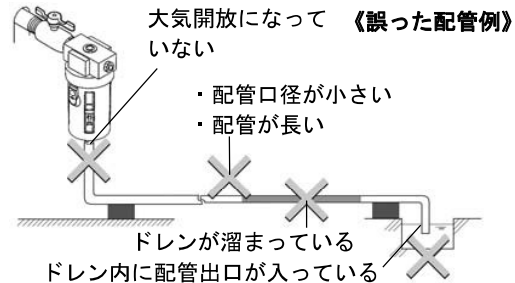 大気開放になって
いない
《誤った配管例》
・配管口径が小さい
・配管が長い
ドレンが溜まっている
ドレン内に配管出口が入っている